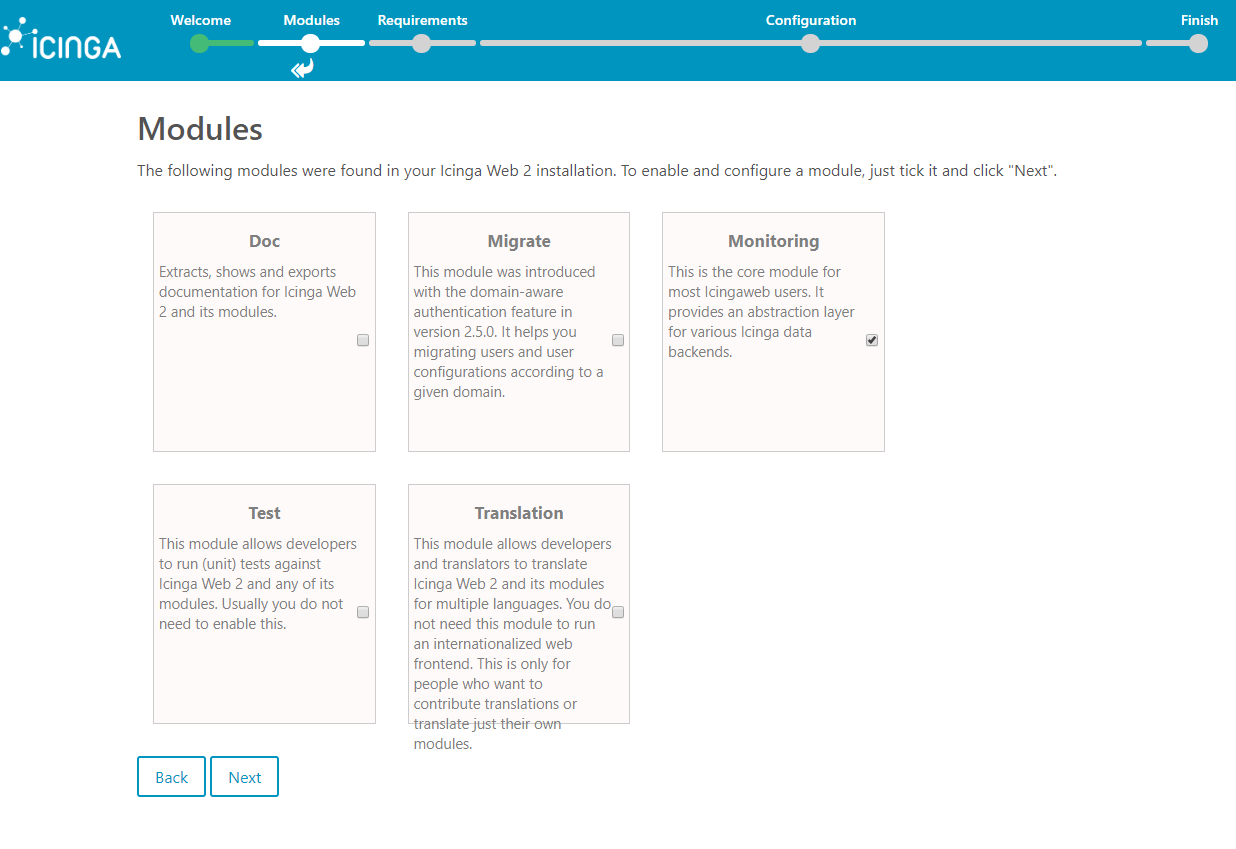 Welcome
Modules
Requirements
Configuration
Finish
ICINGA
Modules
The following modules were found in your Icinga Web 2 installation. To enable and configure a module, just tick it and click "Next".
Doc
Extracts, shows and exports
documentation for Icinga Web
2 and its modules.
Migrate
This module was introduced
with the domain-aware
authentication feature in
version 2.5.0. It helps you
migrating users and user
configurations according to a
given domain.
Monitoring
This is the core module for
most Icingaweb users. It
provides an abstraction layer
for various Icinga data
backends.
Test
This module allows developers
to run (unit) tests against
Icinga Web 2 and any of its
modules. Usually you do not
need to enable this.
Translation
This module allows developers
and translators to translate
Icinga Web 2 and its modules
for multiple languages. You do
not need this module to run
an internationalized web
frontend. This is only for
people who want to
contribute translations or
translate just their own
modules.
Back
Next